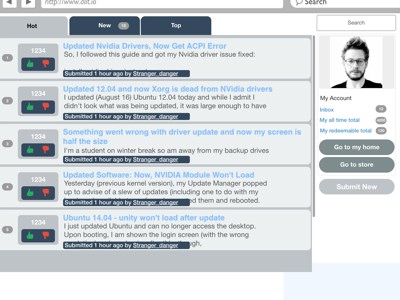 http://www.diit.io
Search
Hot
New
Top
Search
1
1234
Updated Nvidia Drivers, Now Get ACPI Error
So, I followed this guide and got my Nvidia driver issue fixed:
Submitted 1 hour ago by Stranger_danger
2
1234
Updated 12.04 and now Xorg is dead from NVidia drivers
I updated (August 16) Ubuntu 12.04 today and while I admit I
didn't look what was being updated, it was large enough to have
Submitted 1 hour ago by Stranger_danger
3
1234
Something went wrong with driver update and now my screen is
half the size
I'm a student on winter break so am away from my backup drives
Submitted 1 hour ago by Stranger_danger
4
1234
Updated Software: Now, NVIDIA Module Won't Load
Yesterday (previous kernel version), my Update Manager popped
up to advise of a slew of updates (including one to do with my
Submitted 1 hour ago by Stranger_danger ted them and rebooted.
5
1234
Ubuntu 14.04 - unity won't load after update
I just updated Ubuntu and can no longer access the desktop.
Upon booting, I am shown the login screen (with the wrong
Submitted 1 hour ago by Stranger_danger ugh,
My Account
Inbox
My all time total
My redeemable total
Go to my home
Go to store
Submit New